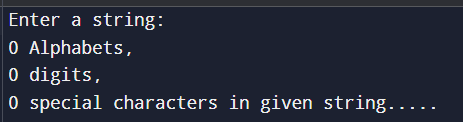 Enter a string:
0 Alphabets,
0 digits,
0 special characters in given string.....